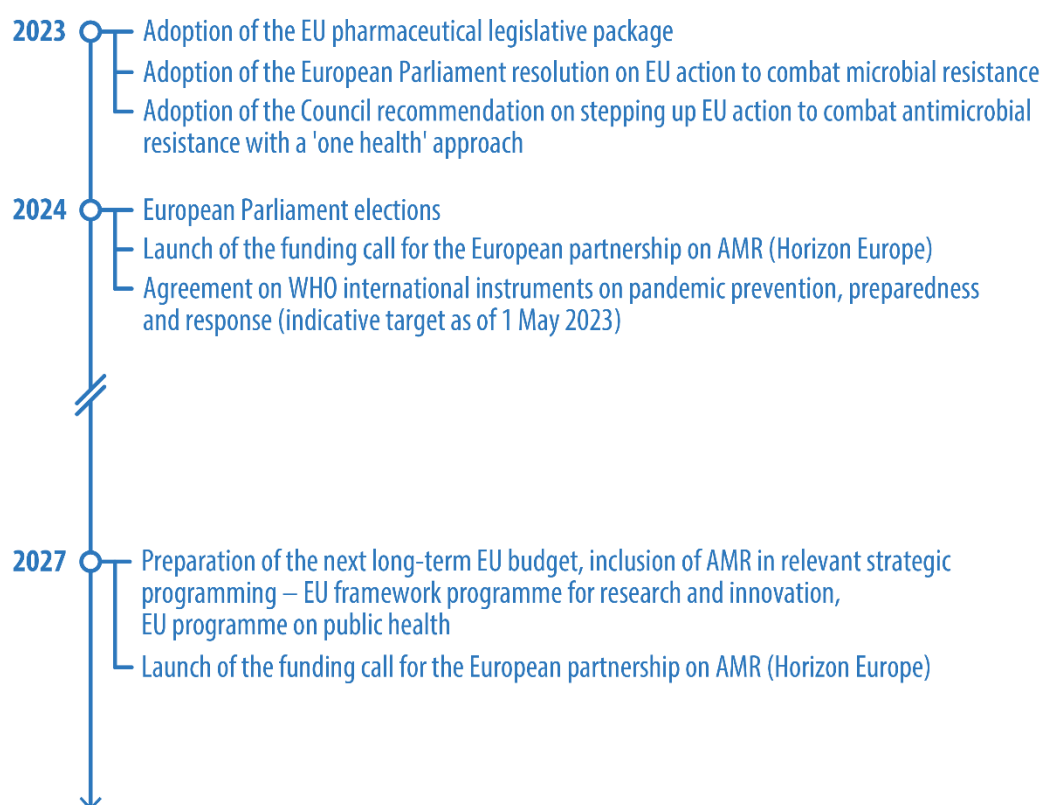 2023 Adoption of the EU pharmaceutical legislative package
Adoption of the European Parliament resolution on EU action to combat microbial resistance
Adoption of the Council recommendation on stepping up EU action to combat antimicrobial
resistance with a 'one health' approach
2024 European Parliament elections
Launch of the funding call for the European partnership on AMR (Horizon Europe)
Agreement on WHO international instruments on pandemic prevention, preparedness
and response (indicative target as of 1 May 2023)
2027 Preparation of the next long-term EU budget, inclusion of AMR in relevant strategic
programming – EU framework programme for research and innovation,
EU programme on public health
Launch of the funding call for the European partnership on AMR (Horizon Europe)